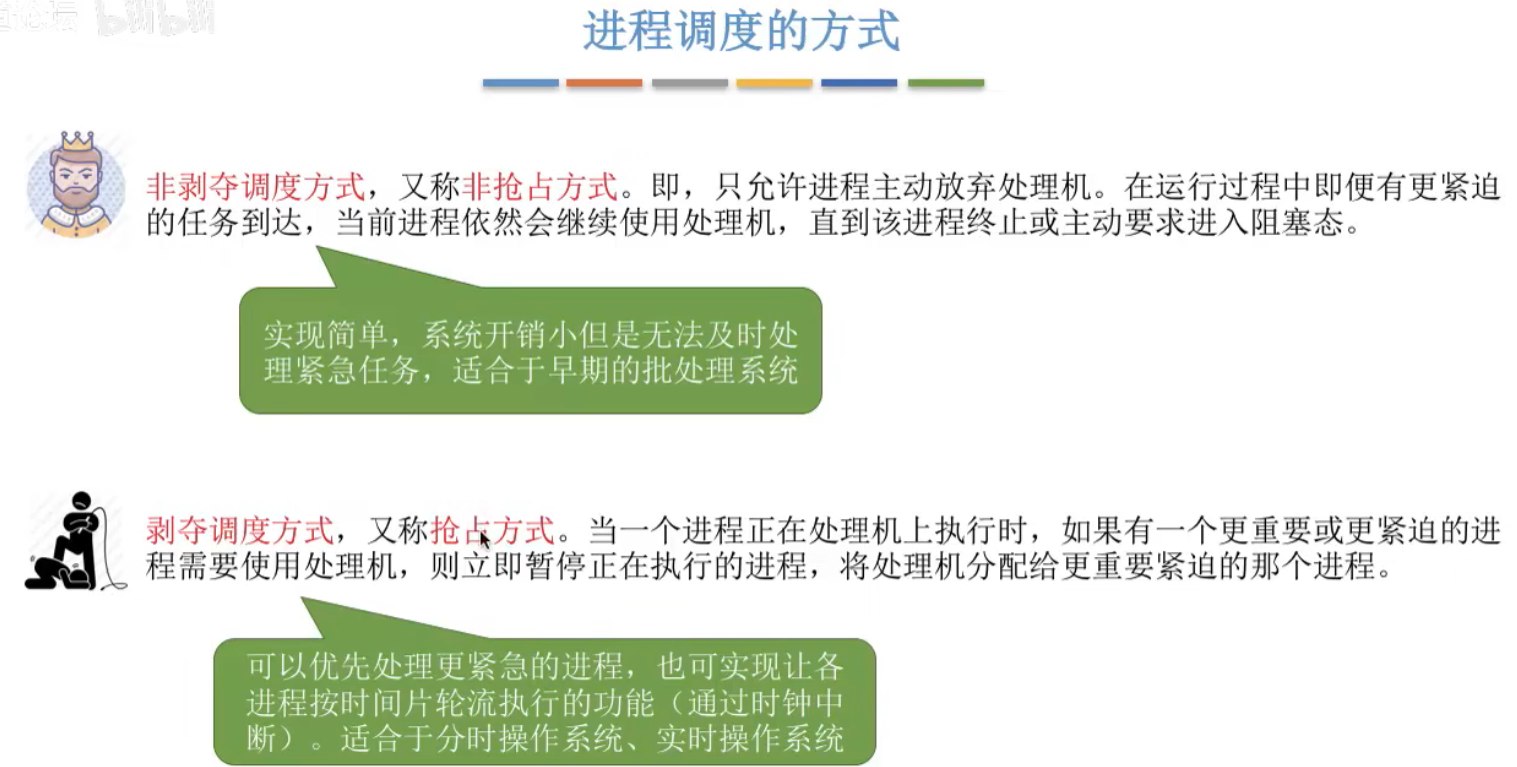 bilibili
进程调度的方式
非剥夺调度方式，又称非抢占方式。即，只允许进程主动放弃处理机。在运行过程中即便有更紧迫
的任务到达，当前进程依然会继续使用处理机，直到该进程终止或主动要求进入阻塞态。
实现简单，系统开销小但是无法及时处
理紧急任务，适合于早期的批处理系统
剥夺调度方式，又称抢占方式。当一个进程正在处理机上执行时，如果有一个更重要或更紧迫的进
程需要使用处理机，则立即暂停正在执行的进程，将处理机分配给更重要紧迫的那个进程。
可以优先处理更紧急的进程，也可实现让各
进程按时间片轮流执行的功能（通过时钟中
断）。适合于分时操作系统、实时操作系统